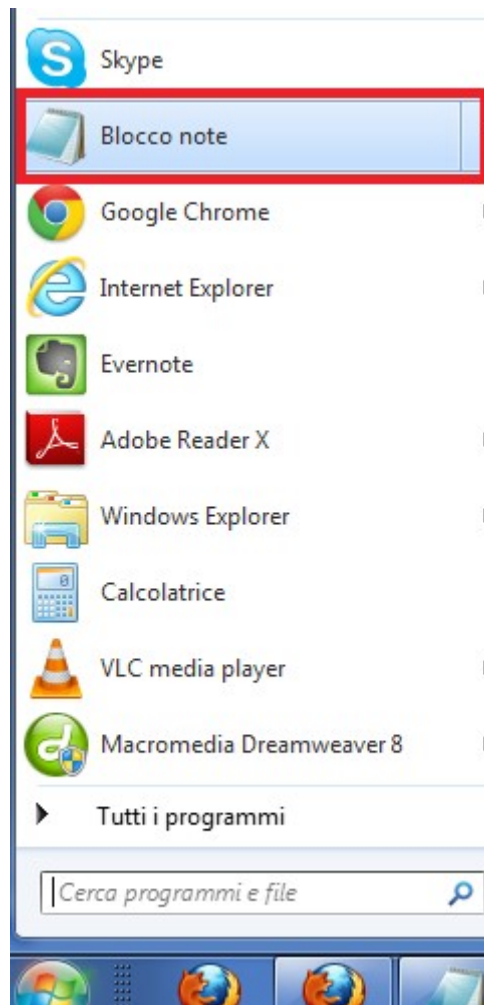 Skype
Blocco note
Google Chrome
Internet Explorer
Evernote
Adobe Reader X
Windows Explorer
Calcolatrice
VLC media player
Macromedia Dreamweaver 8
Tutti i programmi
Cerca programmi e file